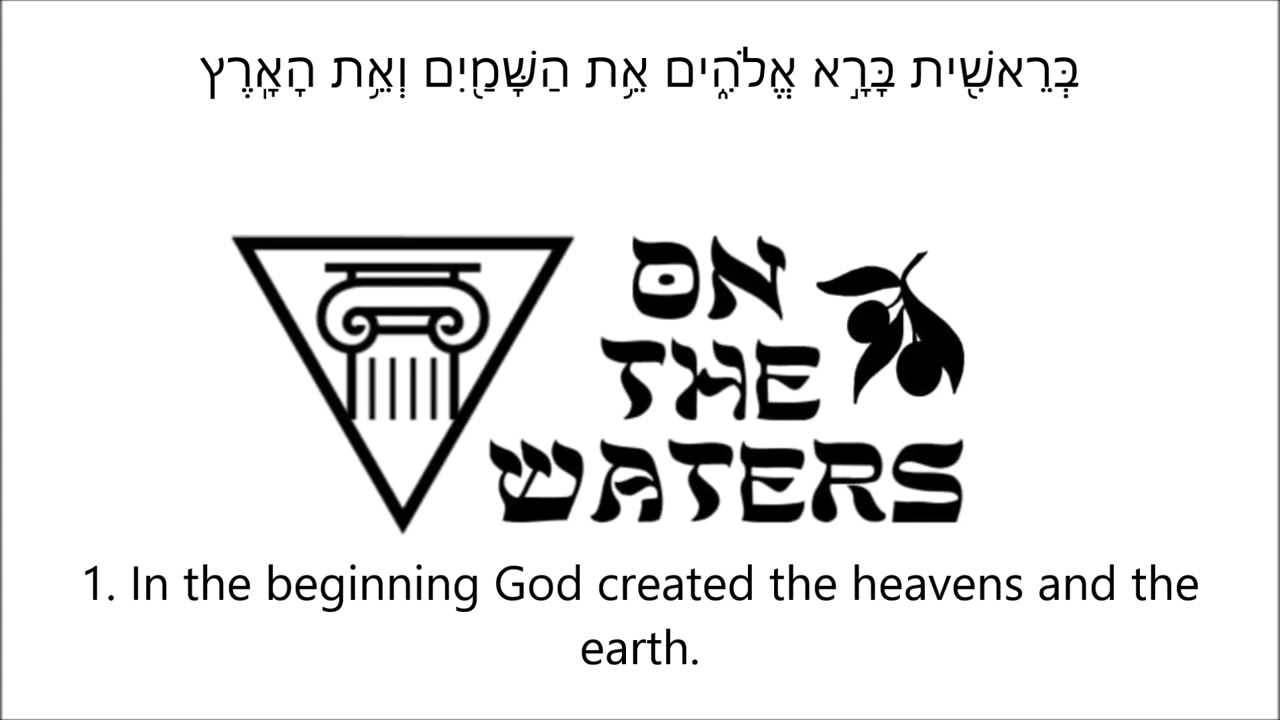 בְּרֵאשִׁ֖ית בָּרָ֣א אֱלֹהִ֑ים אֵ֥ת הַשָּׁמַ֖יִם וְאֵ֥ת הָאָֽרֶץ
ON
THE
WATERS
1. In the beginning God created the heavens and the
earth.